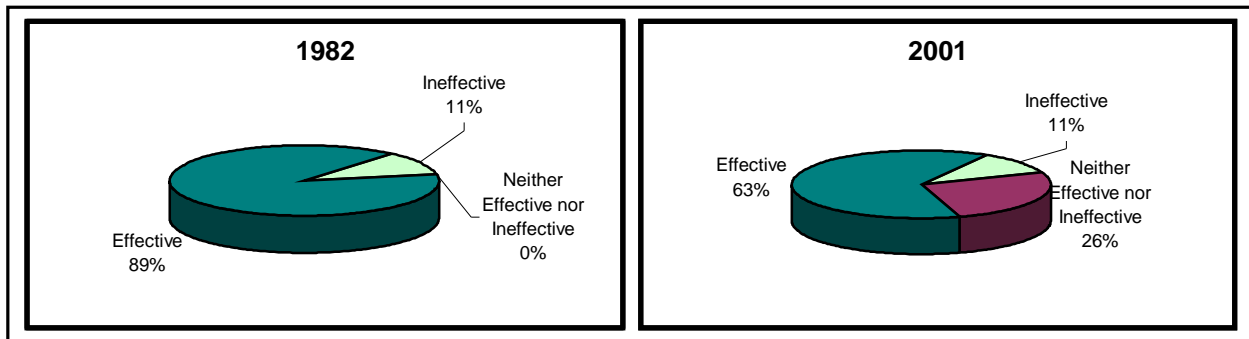 1982
Ineffective
11%
Neither
Effective nor
Ineffective
0%
Effective
89%
2001
Ineffective
11%
Effective
63%
Neither
Effective nor
Ineffective
26%